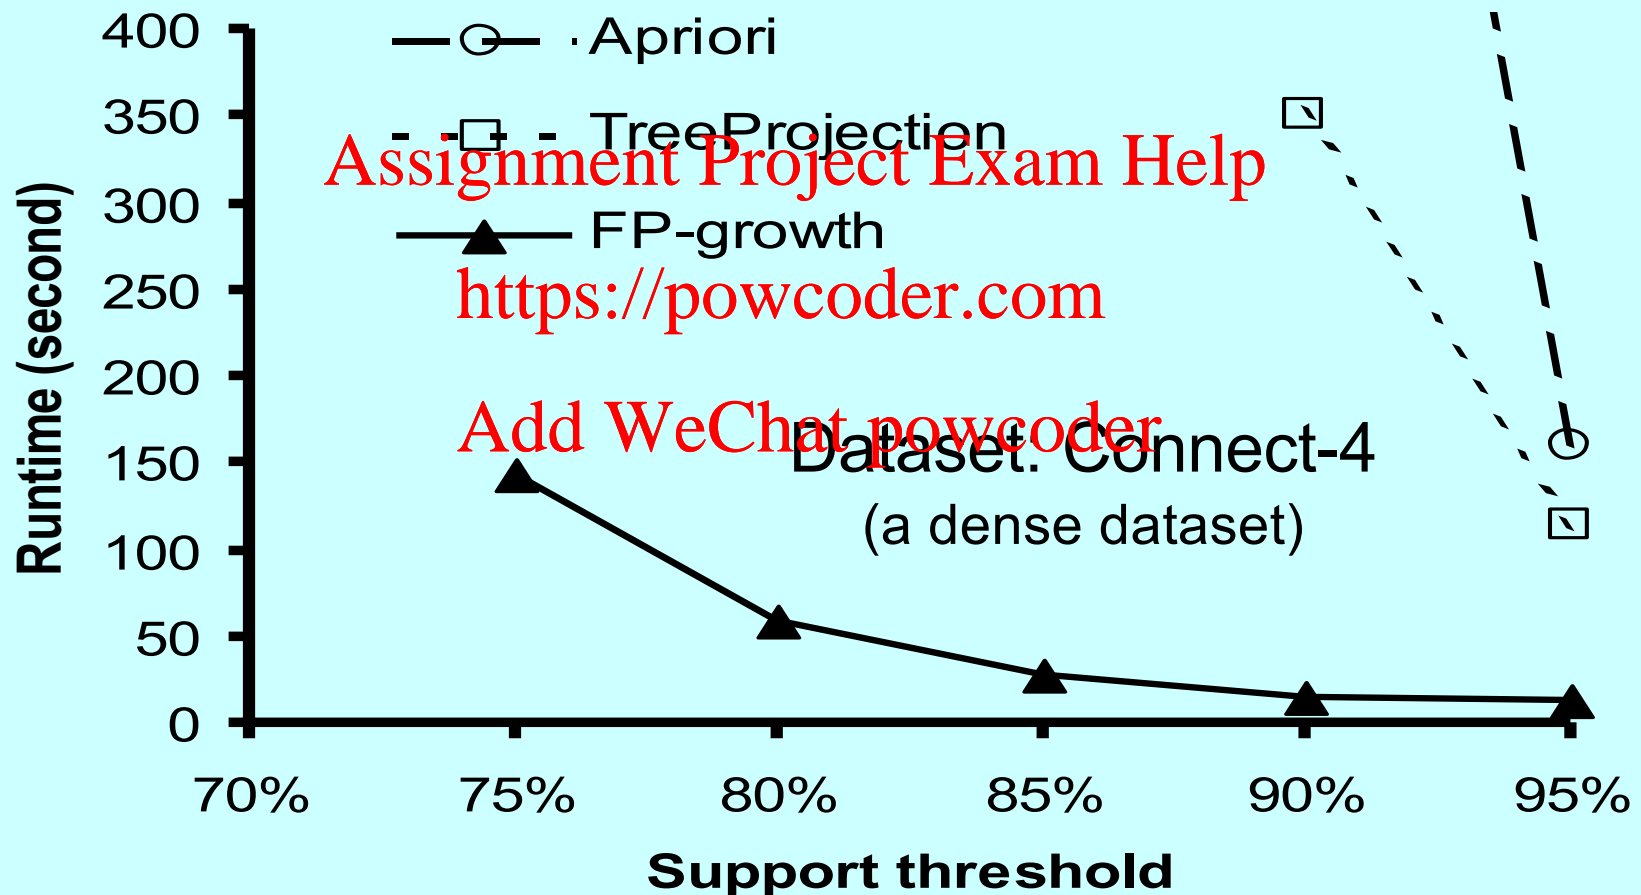 400
350
300
250
200
150
100
50
0
Runtime (second)
Apriori
TreeProjection
FP-growth
Assignment Project Exam Help
https://powcoder.com
Add WeChat powcoder
Dataset: Connect-4
(a dense dataset)
70% 75% 80% 85% 90% 95%
Support threshold